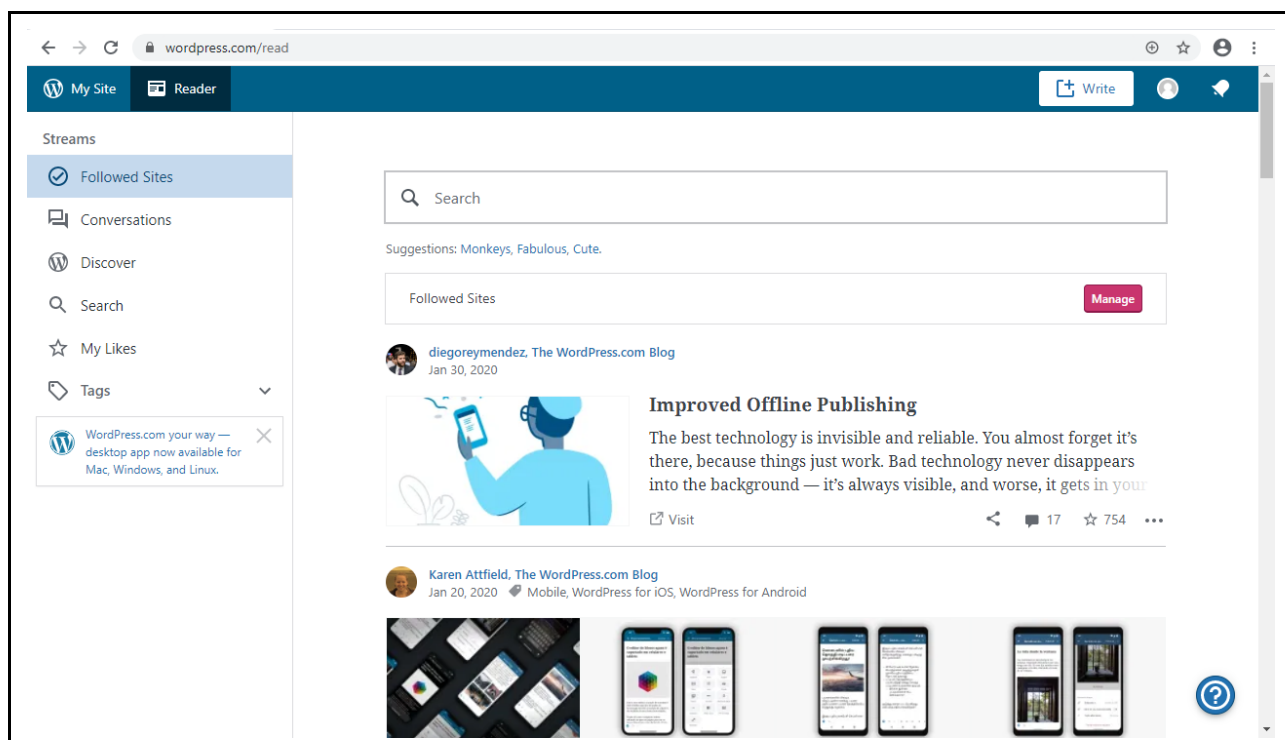 wordpress.com/read
My Site
Reader
Write
Streams
Followed Sites
Conversations
Discover
Search
My Likes
Tags
WordPress.com your way —
desktop app now available for
Mac, Windows, and Linux.
Search
Suggestions: Monkeys, Fabulous, Cute.
Followed Sites
Manage
diegoreymendez, The WordPress.com Blog
Jan 30, 2020
Improved Offline Publishing
The best technology is invisible and reliable. You almost forget it’s
there, because things just work. Bad technology never disappears
into the background — it’s always visible, and worse, it gets in your
Visit
17
754
Karen Attfield, The WordPress.com Blog
Jan 20, 2020 Mobile, WordPress for iOS, WordPress for Android